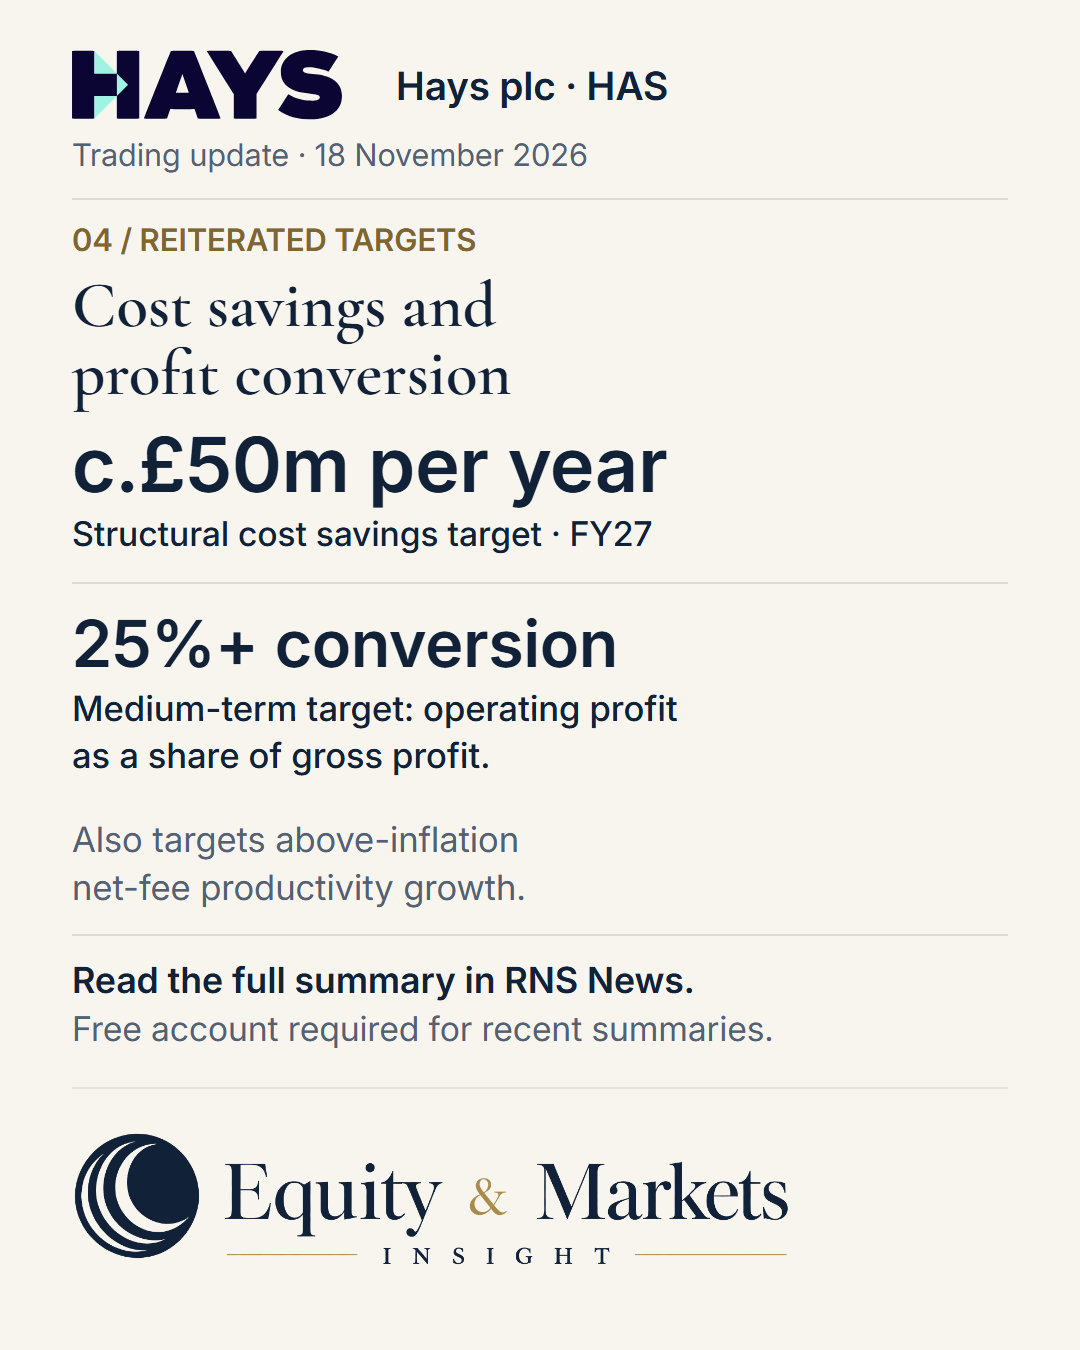 HAYS
Hays plc · HAS
Trading update · 18 November 2026
04 / REITERATED TARGETS
Cost savings and
profit conversion
c.£50m per year
Structural cost savings target · FY27
25%+ conversion
Medium-term target: operating profit
as a share of gross profit.
Also targets above-inflation
net-fee productivity growth.
Read the full summary in RNS News.
Free account required for recent summaries.
Equity & Markets
INSIGHT